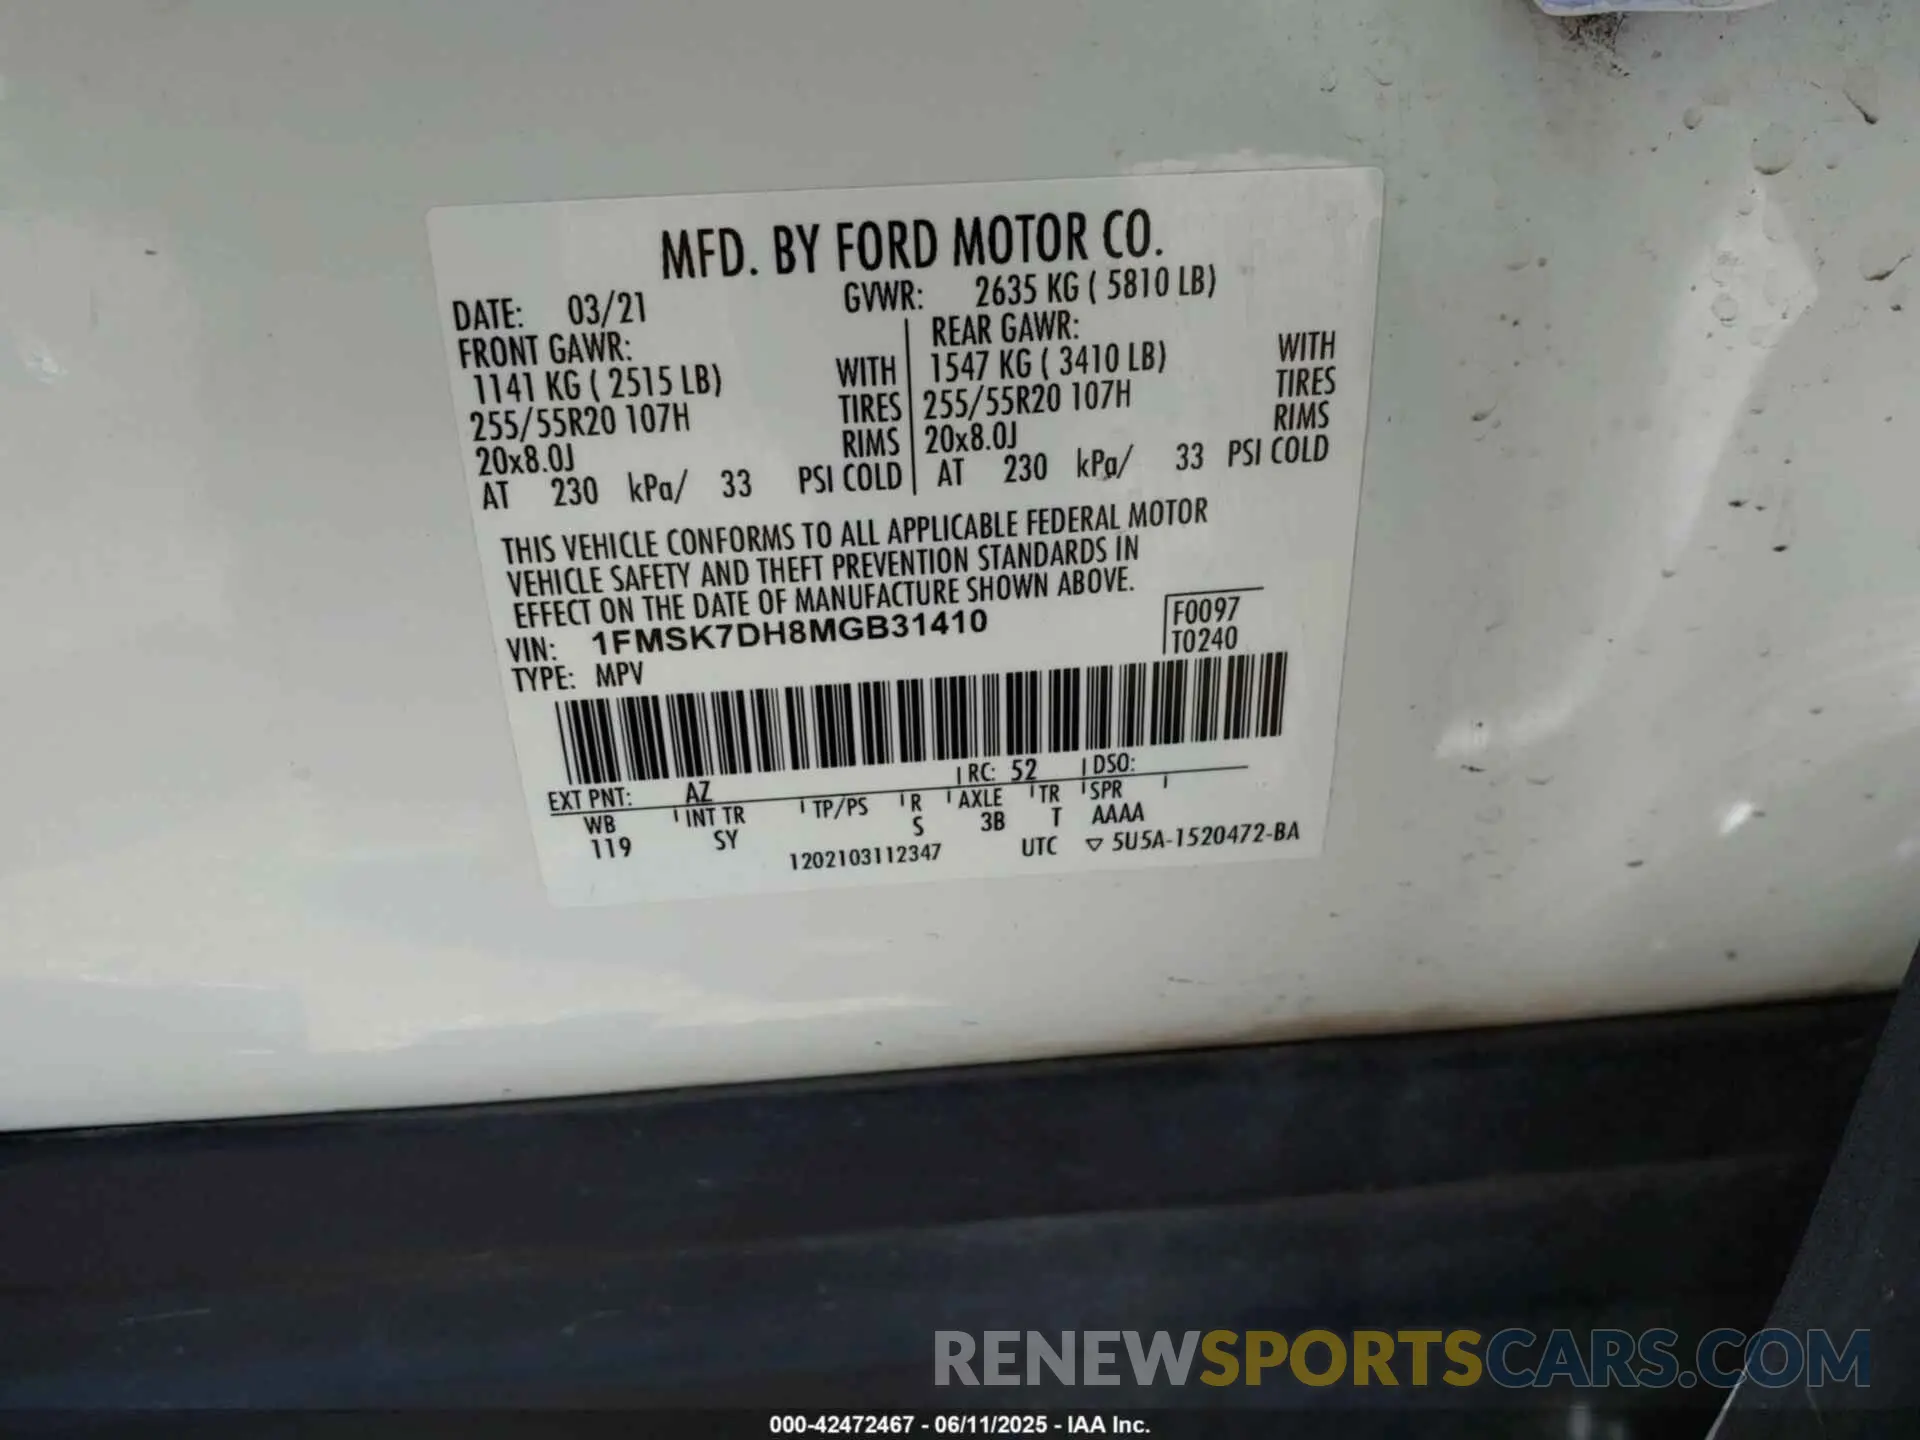 MFD. BY FORD MOTOR CO.
DATE: 03/21 GVWR: 2635 KG ( 5810 LB)
FRONT GAWR: REAR GAWR:
1141 KG ( 2515 LB) WITH 1547 KG ( 3410 LB) WITH
255/55R20 107H TIRES 255/55R20 107H TIRES
20x8.0J RIMS 20x8.0J RIMS
AT 230 kPa/ 33 PSI COLD AT 230 kPa/ 33 PSI COLD
THIS VEHICLE CONFORMS TO ALL APPLICABLE FEDERAL MOTOR
VEHICLE SAFETY AND THEFT PREVENTION STANDARDS IN
EFFECT ON THE DATE OF MANUFACTURE SHOWN ABOVE.
VIN: 1FMSK7DH8MGB31410 F0097
TYPE: MPV T0240
EXT PNT: AZ RC: 52 DSO:
WB INT TR TP/PS R AXLE TR SPR
119 SY S 3B T AAAA
1202103112347 UTC ▽ 5U5A-1520472-BA
RENEWSPORTSCARS.COM
000-42472467 - 06/11/2025 - IAA Inc.